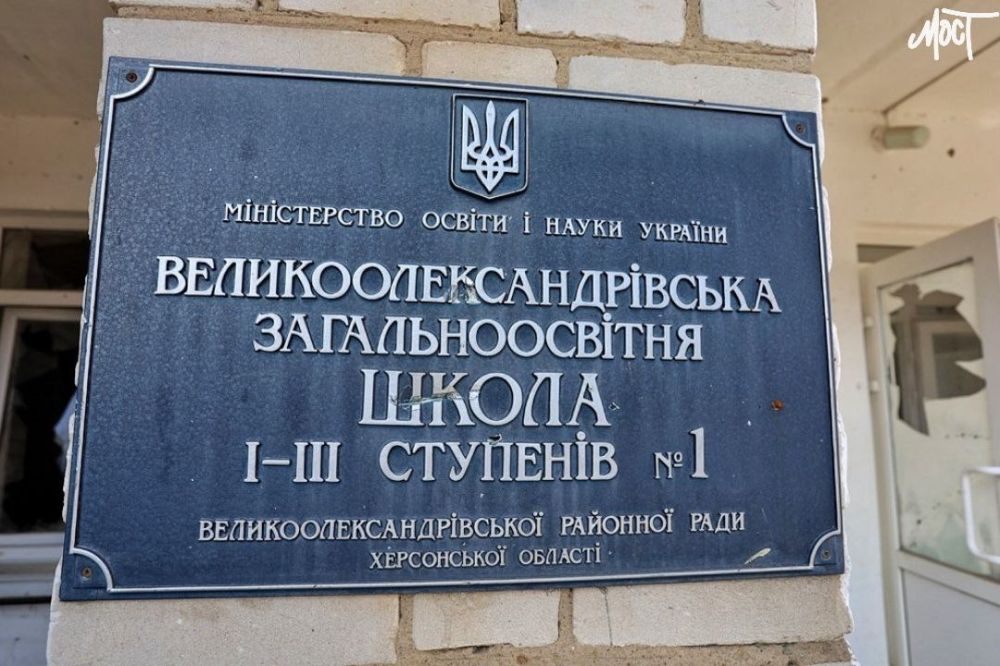 Мост
МІНІСТЕРСТВО ОСВІТИ І НАУКИ УКРАЇНИ
ВЕЛИКООЛЕКСАНДРІВСЬКА
ЗАГАЛЬНООСВІТНЯ
ШКОЛА
І-ІІІ СТУПЕНІВ №1
ВЕЛИКООЛЕКСАНДРІВСЬКОЇ РАЙОННОЇ РАДИ
ХЕРСОНСЬКОЇ ОБЛАСТІ